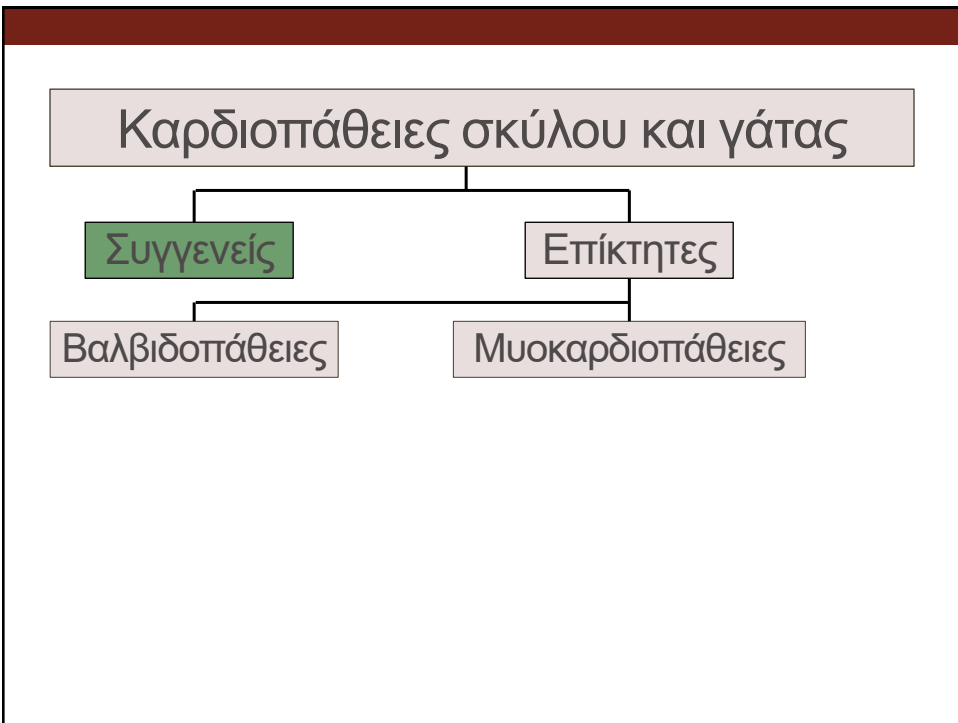 Καρδιοπάθειες σκύλου και γάτας
Συγγενείς
Επίκτητες
Βαλβιδοπάθειες
Μυοκαρδιοπάθειες